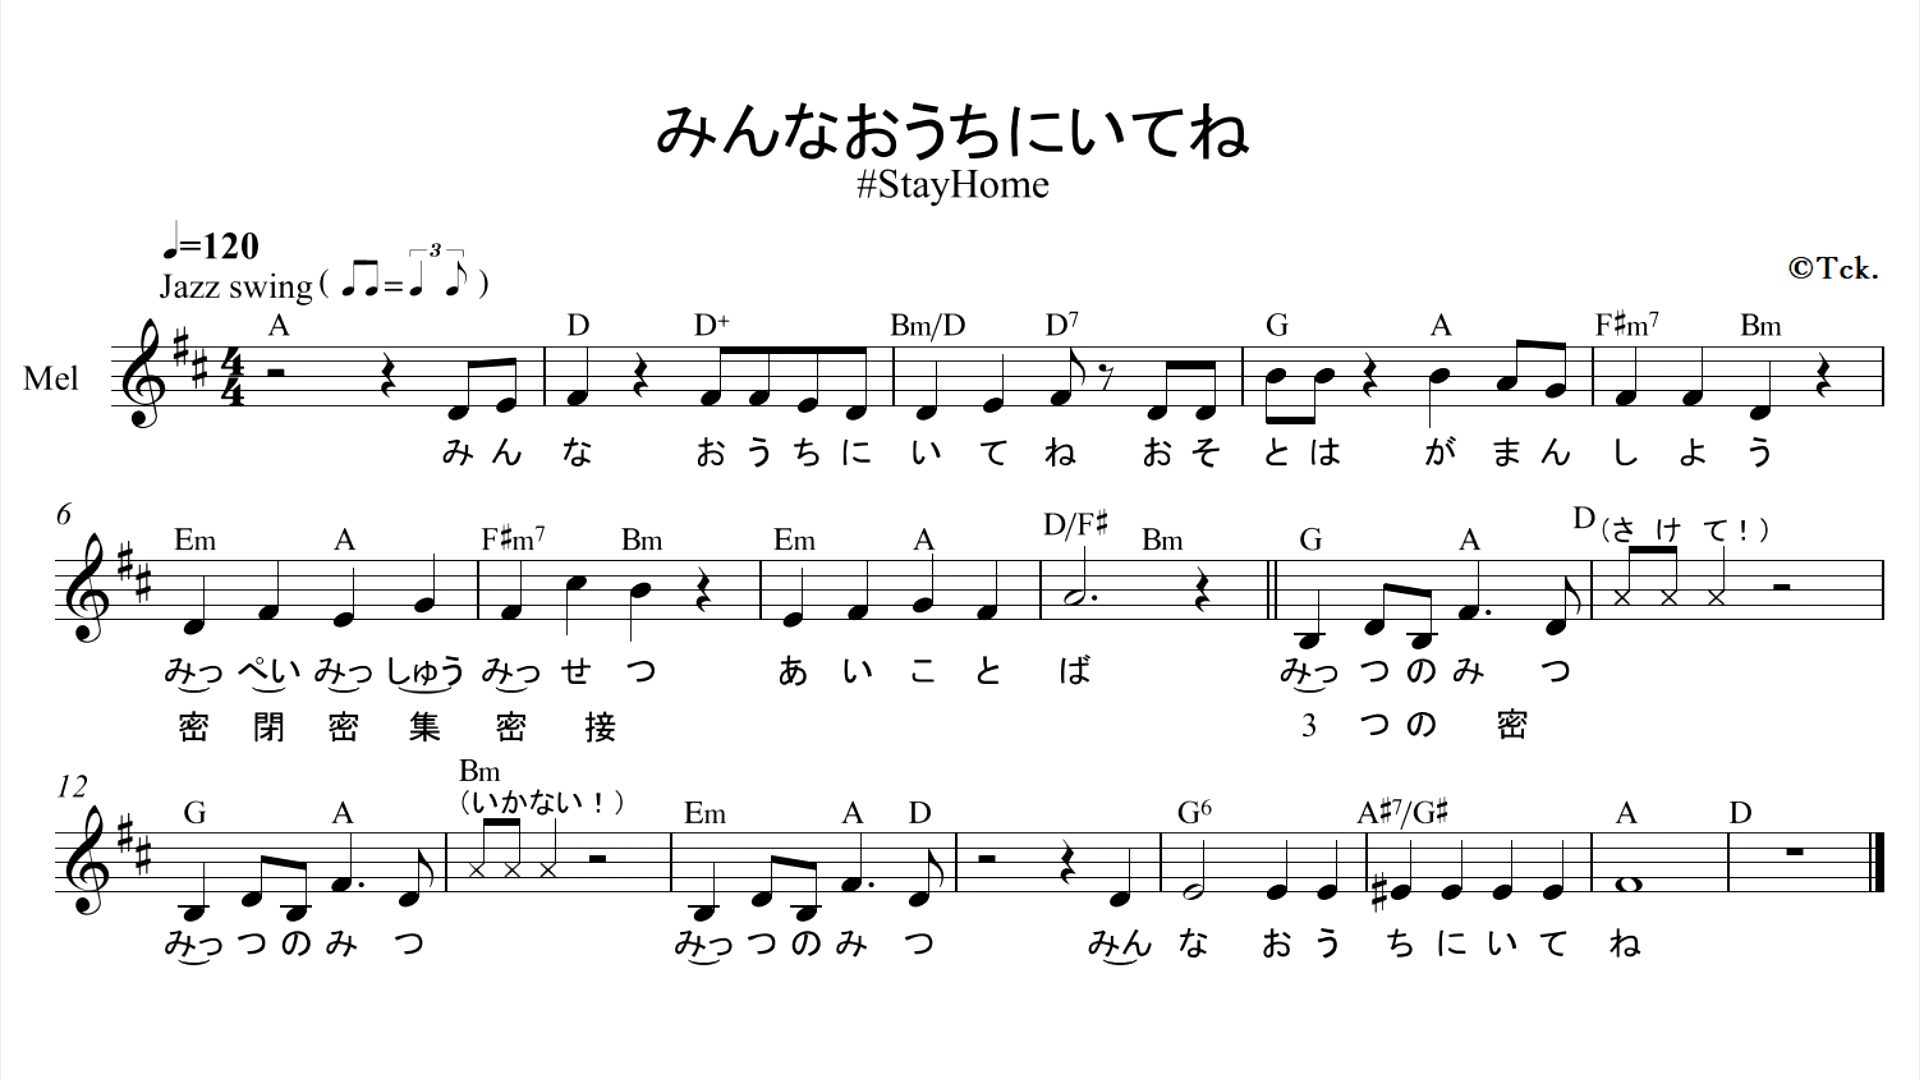 みんなおうちにいてね
#StayHome
♩=120
Jazz swing ( ♫=♩ ♪ )
3
©Tck.
A D D+ Bm/D D7 G A F#m7 Bm
Mel
みん な おうちに い て ね おそ とは が まん し よ う
6
Em A F#m7 Bm Em A D/F# Bm G A D (さ け て！)
みっ ぺい みっ しゅう みっ せ つ あ い こ と ば みっ つ の み つ
密 閉 密 集 密 接 3 つ の 密
12
G A Bm Em A D G6 A#7/G# A D
(いかない！)
みっ つ の み つ みっ つ の み つ みん な お う ち に い て ね